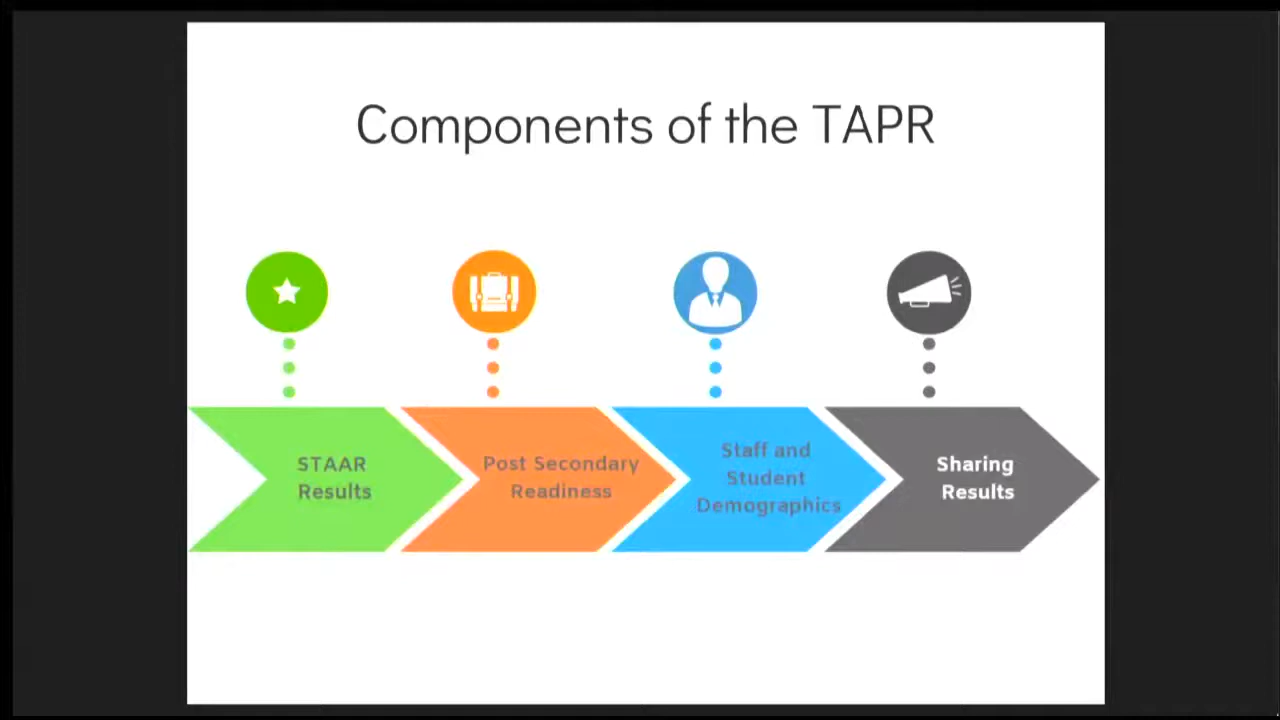 Components of the TAPR
STAAR
Results
Post Secondary
Readiness
Staff and
Student
Demographics
Sharing
Results